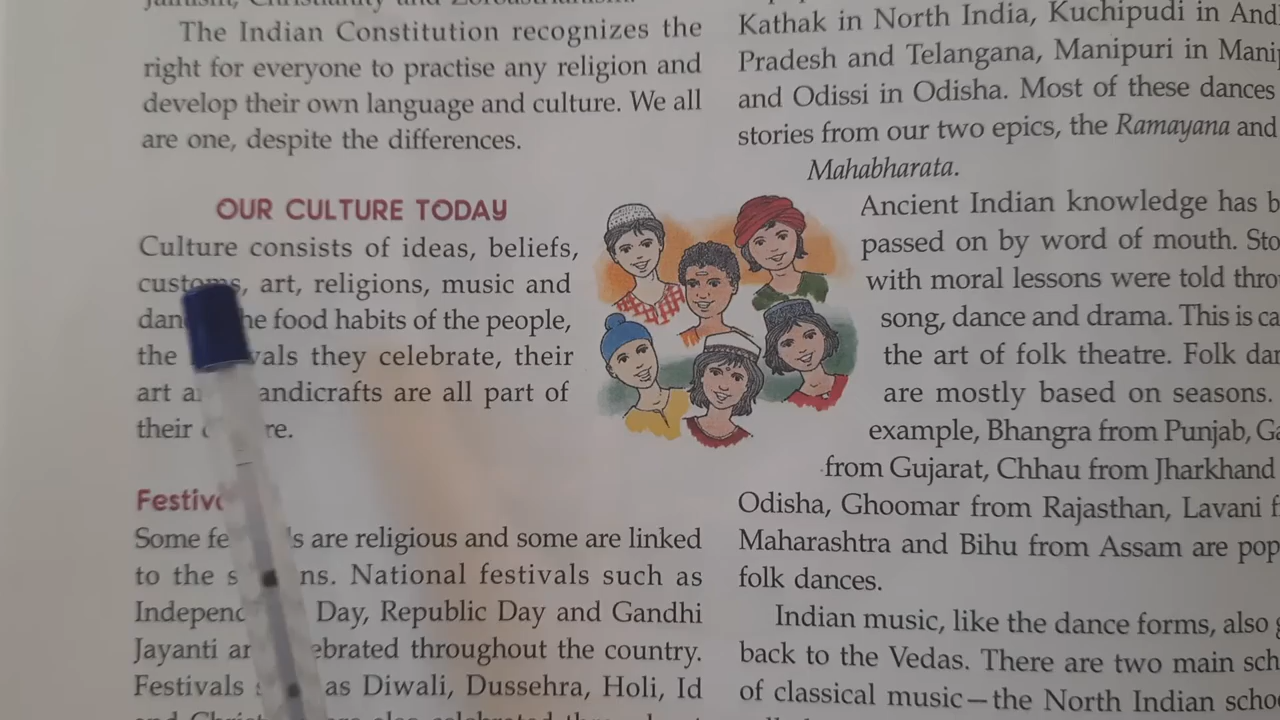 The Indian Constitution recognizes the
right for everyone to practise any religion and
develop their own language and culture. We all
are one, despite the differences.
OUR CULTURE TODAY
Culture consists of ideas, beliefs,
customs, art, religions, music and
the food habits of the people,
the they celebrate, their
art are all part of
their
Some are religious and some are linked
to the National festivals such as
Day, Republic Day and Gandhi
Jayanti throughout the country.
Festivals as Diwali, Dussehra, Holi, Id
Kathak in North India, Kuchipudi in
Pradesh and Telangana, Manipuri in
and Odissi in Odisha. Most of these dances
stories from our two epics, the Ramayana and
Mahabharata.
Ancient Indian knowledge has
passed on by word of mouth.
with moral lessons were told
song, dance and drama. This is
the art of folk theatre. Folk
are mostly based on seasons.
example, Bhangra from Punjab,
from Gujarat, Chhau from Jharkhand
Odisha, Ghoomar from Rajasthan, Lavani
Maharashtra and Bihu from Assam are
folk dances.
Indian music, like the dance forms, also
back to the Vedas. There are two main
of classical music—the North Indian